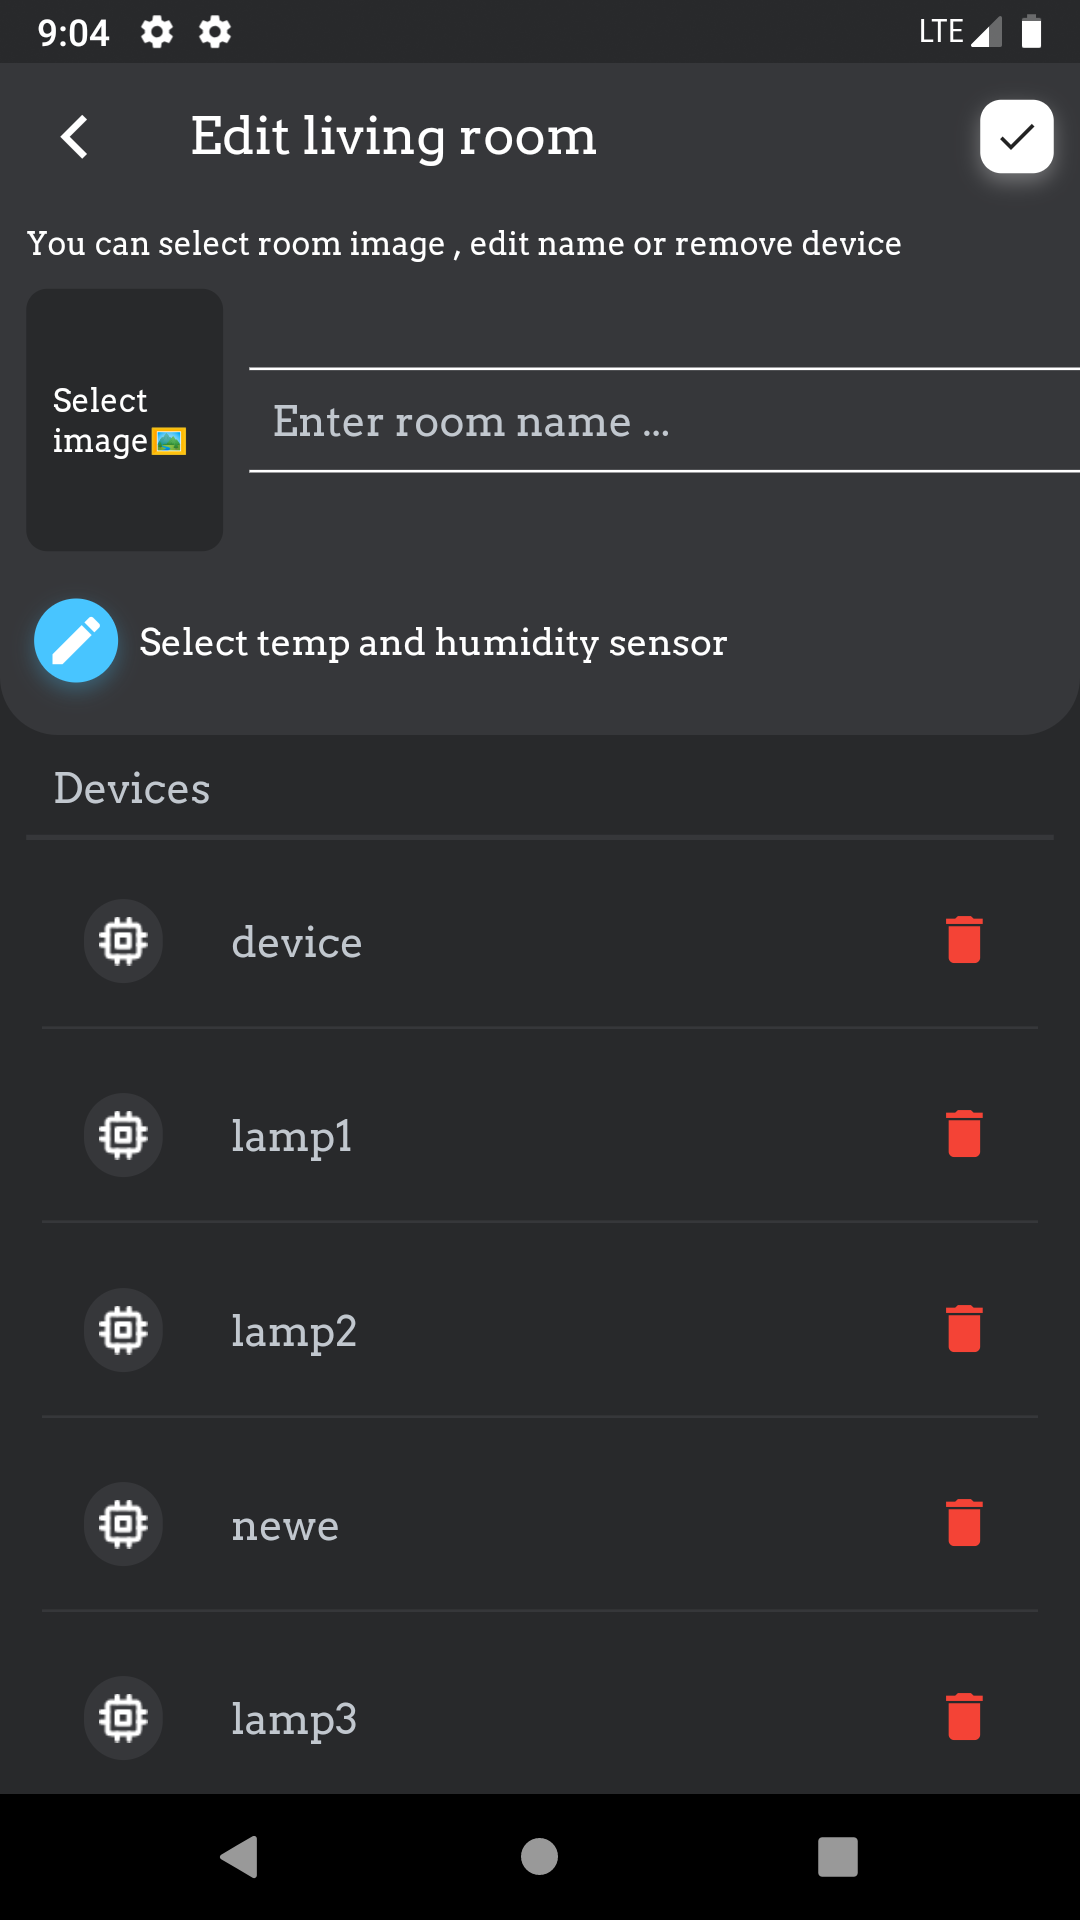 9:04
LTE
Edit living room
You can select room image , edit name or remove device
Select
image🖼️
Enter room name ...
Select temp and humidity sensor
Devices
device
lamp1
lamp2
newe
lamp3